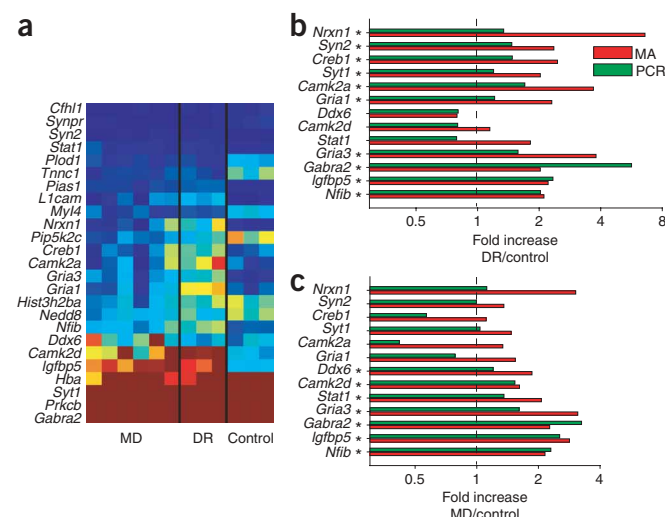 a
Cfhl1
Synpr
Syn2
Stat1
Plod1
Tnnc1
Pias1
L1cam
Myl4
Nrxn1
Pip5k2c
Creb1
Camk2a
Gria3
Gria1
Hist3h2ba
Nedd8
Nfib
Ddx6
Camk2d
Igfbp5
Hba
Syt1
Prkcb
Gabra2
MD DR Control
b
Nrxn1 *
Syn2 *
Creb1 *
Syt1 *
Camk2a *
Gria1 *
Ddx6
Camk2d
Stat1
Gria3 *
Gabra2 *
Igfbp5 *
Nfib *
MA
PCR
0.5 1 2 4 8
Fold increase
DR/control
c
Nrxn1
Syn2
Creb1
Syt1
Camk2a
Gria1
Ddx6 *
Camk2d *
Stat1 *
Gria3 *
Gabra2 *
Igfbp5 *
Nfib *
0.5 1 2 4
Fold increase
MD/control